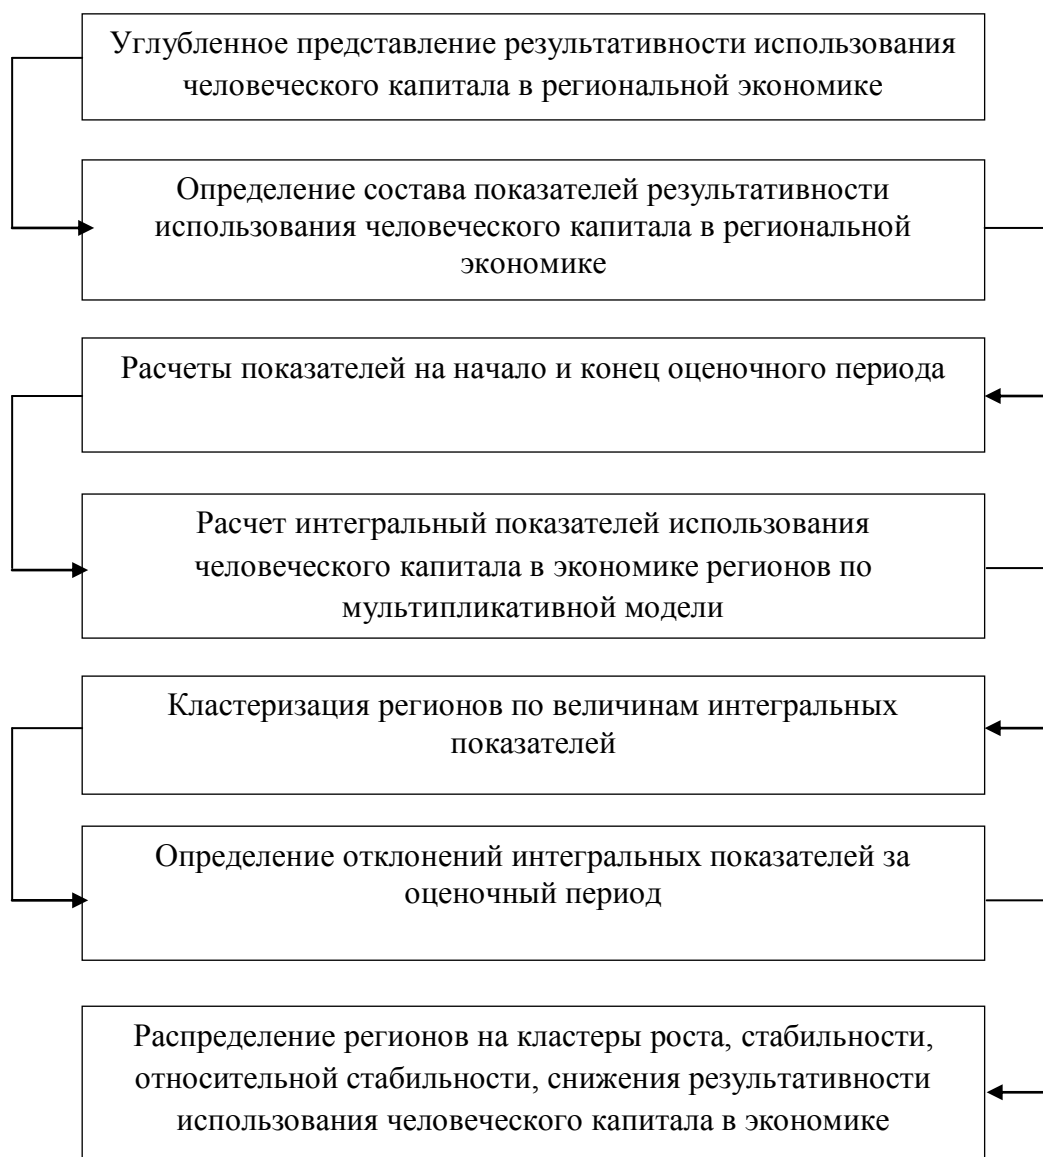 Углубленное представление результативности использования
человеческого капитала в региональной экономике
Определение состава показателей результативности
использования человеческого капитала в региональной
экономике
Расчеты показателей на начало и конец оценочного периода
Расчет интегральный показателей использования
человеческого капитала в экономике регионов по
мультипликативной модели
Кластеризация регионов по величинам интегральных
показателей
Определение отклонений интегральных показателей за
оценочный период
Распределение регионов на кластеры роста, стабильности,
относительной стабильности, снижения результативности
использования человеческого капитала в экономике